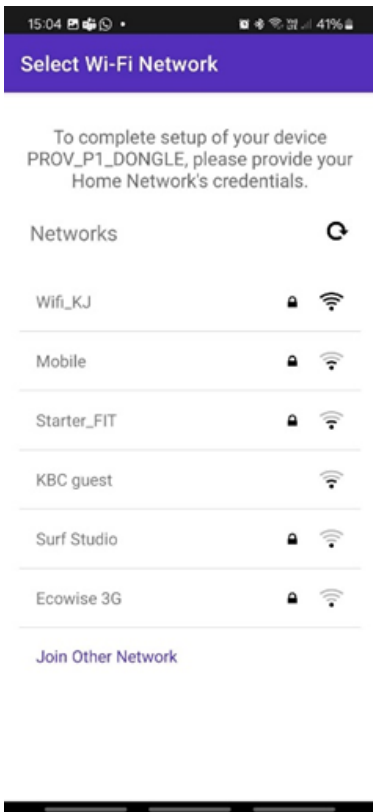 15:04 41%
Select Wi-Fi Network
To complete setup of your device
PROV_P1_DONGLE, please provide your
Home Network's credentials.
Networks
Wifi_KJ
Mobile
Starter_FIT
KBC guest
Surf Studio
Ecowise 3G
Join Other Network